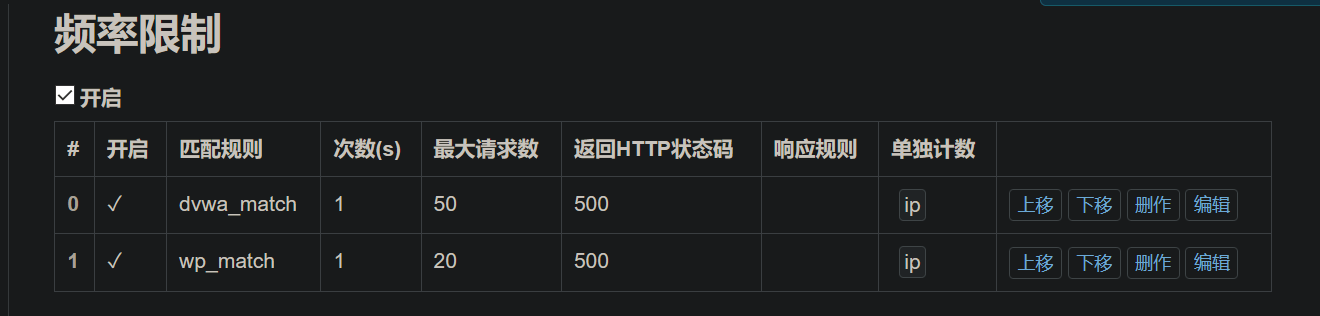 频率限制
开启
# 开启 匹配规则 次数(s) 最大请求数 返回HTTP状态码 响应规则 单独计数
0 √ dvwa_match 1 50 500 ip 上移 下移 删作 编辑
1 √ wp_match 1 20 500 ip 上移 下移 删作 编辑